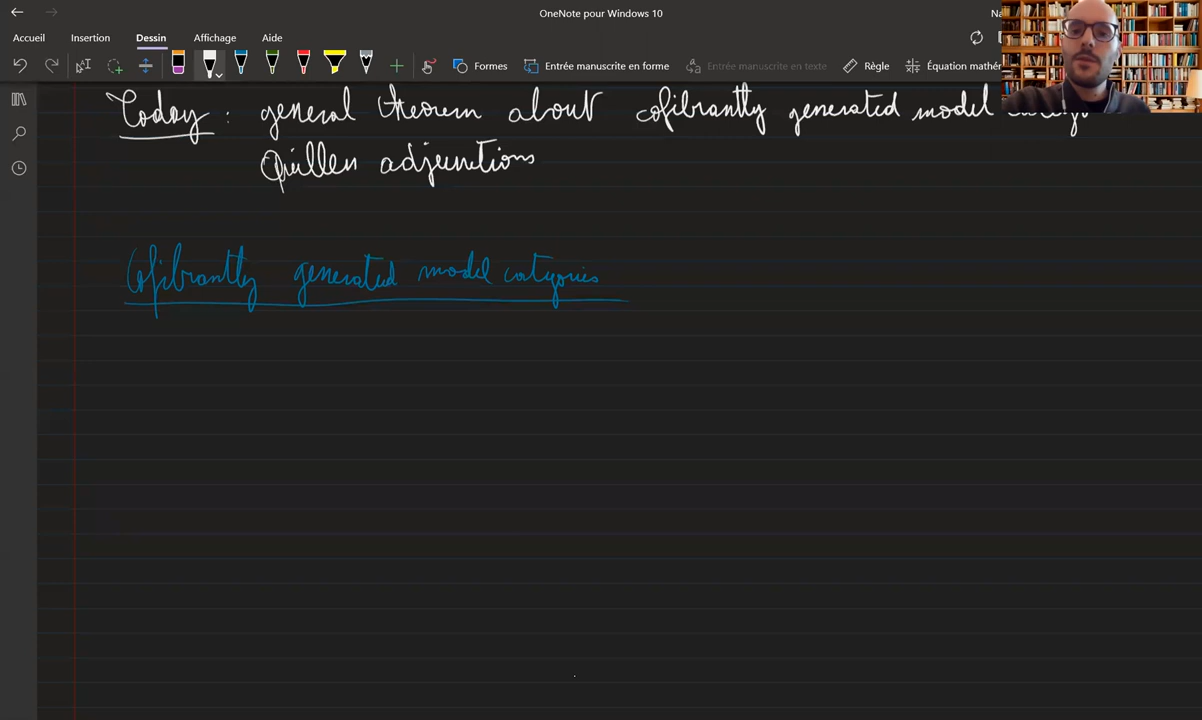 OneNote pour Windows 10
Accueil Insertion Dessin Affichage Aide
Formes Entrée manuscrite en forme Entrée manuscrite en texte Règle Équation mathé
Today : general theorem about cofibrantly generated model
Quillen adjunctions
Cofibrantly generated model categories